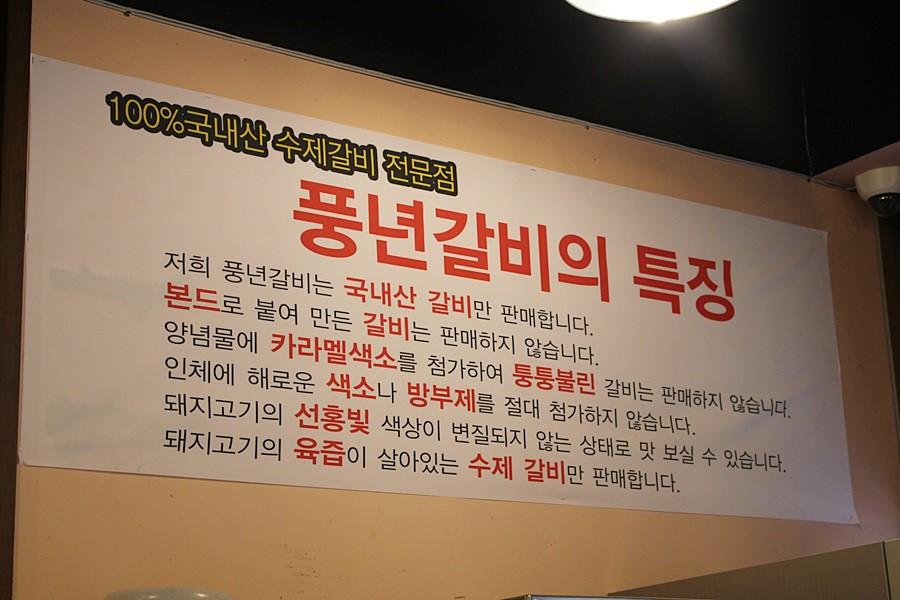 100%국내산 수제갈비 전문점
풍년갈비의 특징
저희 풍년갈비는 국내산 갈비만 판매합니다.
본드로 붙여 만든 갈비는 판매하지 않습니다.
양념물에 카라멜색소를 첨가하여 퉁퉁불린 갈비는 판매하지 않습니다.
인체에 해로운 색소나 방부제를 절대 첨가하지 않습니다.
돼지고기의 선홍빛 색상이 변질되지 않는 상태로 맛 보실 수 있습니다.
돼지고기의 육즙이 살아있는 수제 갈비만 판매합니다.